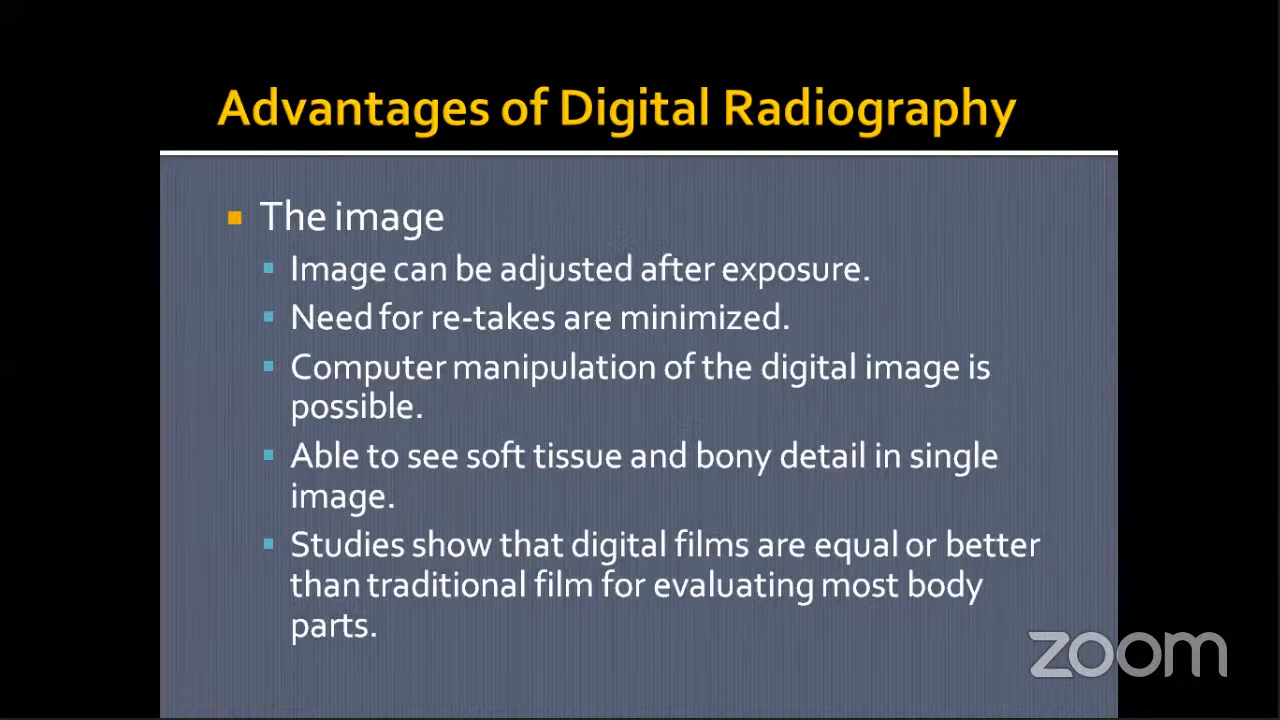 Advantages of Digital Radiography
The image
Image can be adjusted after exposure.
Need for re-takes are minimized.
Computer manipulation of the digital image is
possible.
Able to see soft tissue and bony detail in single
image.
Studies show that digital films are equal or better
than traditional film for evaluating most body
parts.
zoom